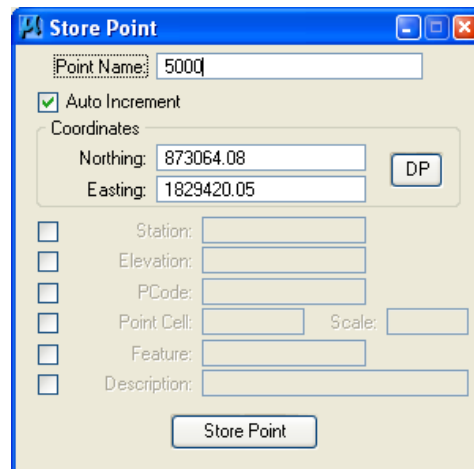 Store Point
Point Name: 5000
Auto Increment
Coordinates
Northing: 873064.08
DP
Easting: 1829420.05
Station:
Elevation:
PCode:
Point Cell: Scale:
Feature:
Description:
Store Point